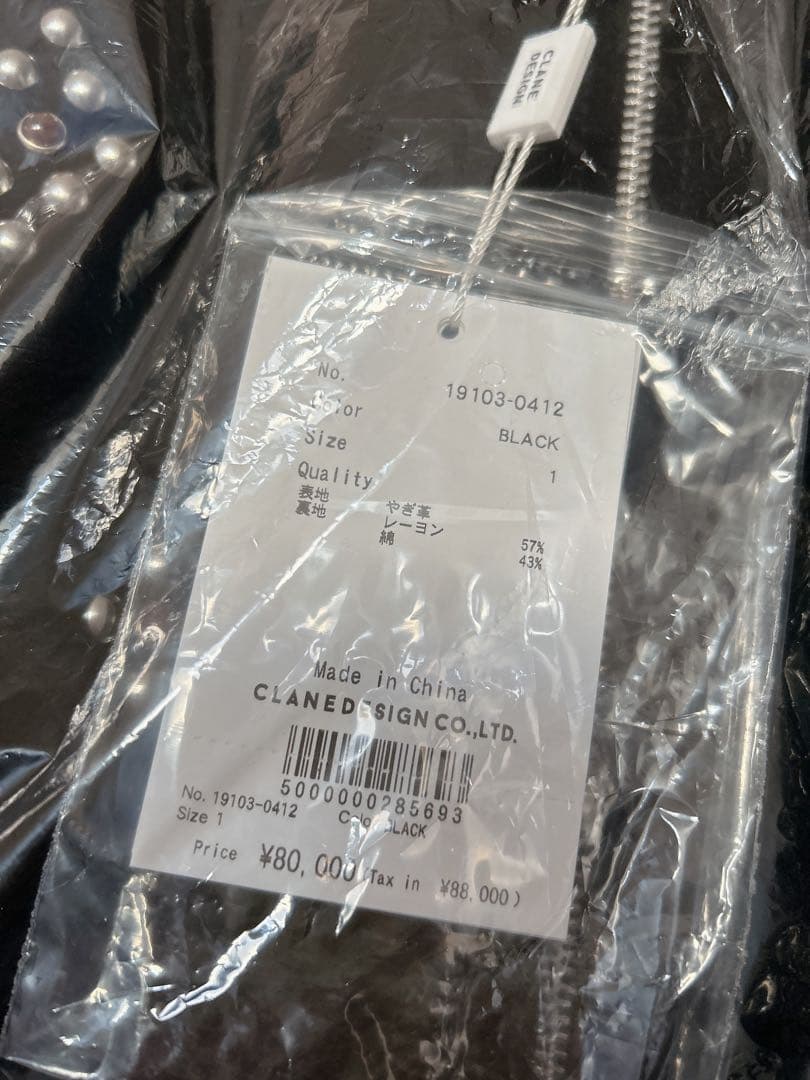 CLANE
DESIGN
No. 19103-0412
Color BLACK
Size 1
Quality
表地 やぎ革
裏地 レーヨン 57%
綿 43%
Made in China
CLANEDESIGN CO.,LTD.
5000000285693
No. 19103-0412 Color BLACK
Size 1
Price ¥80,000 (Tax in ¥88,000)